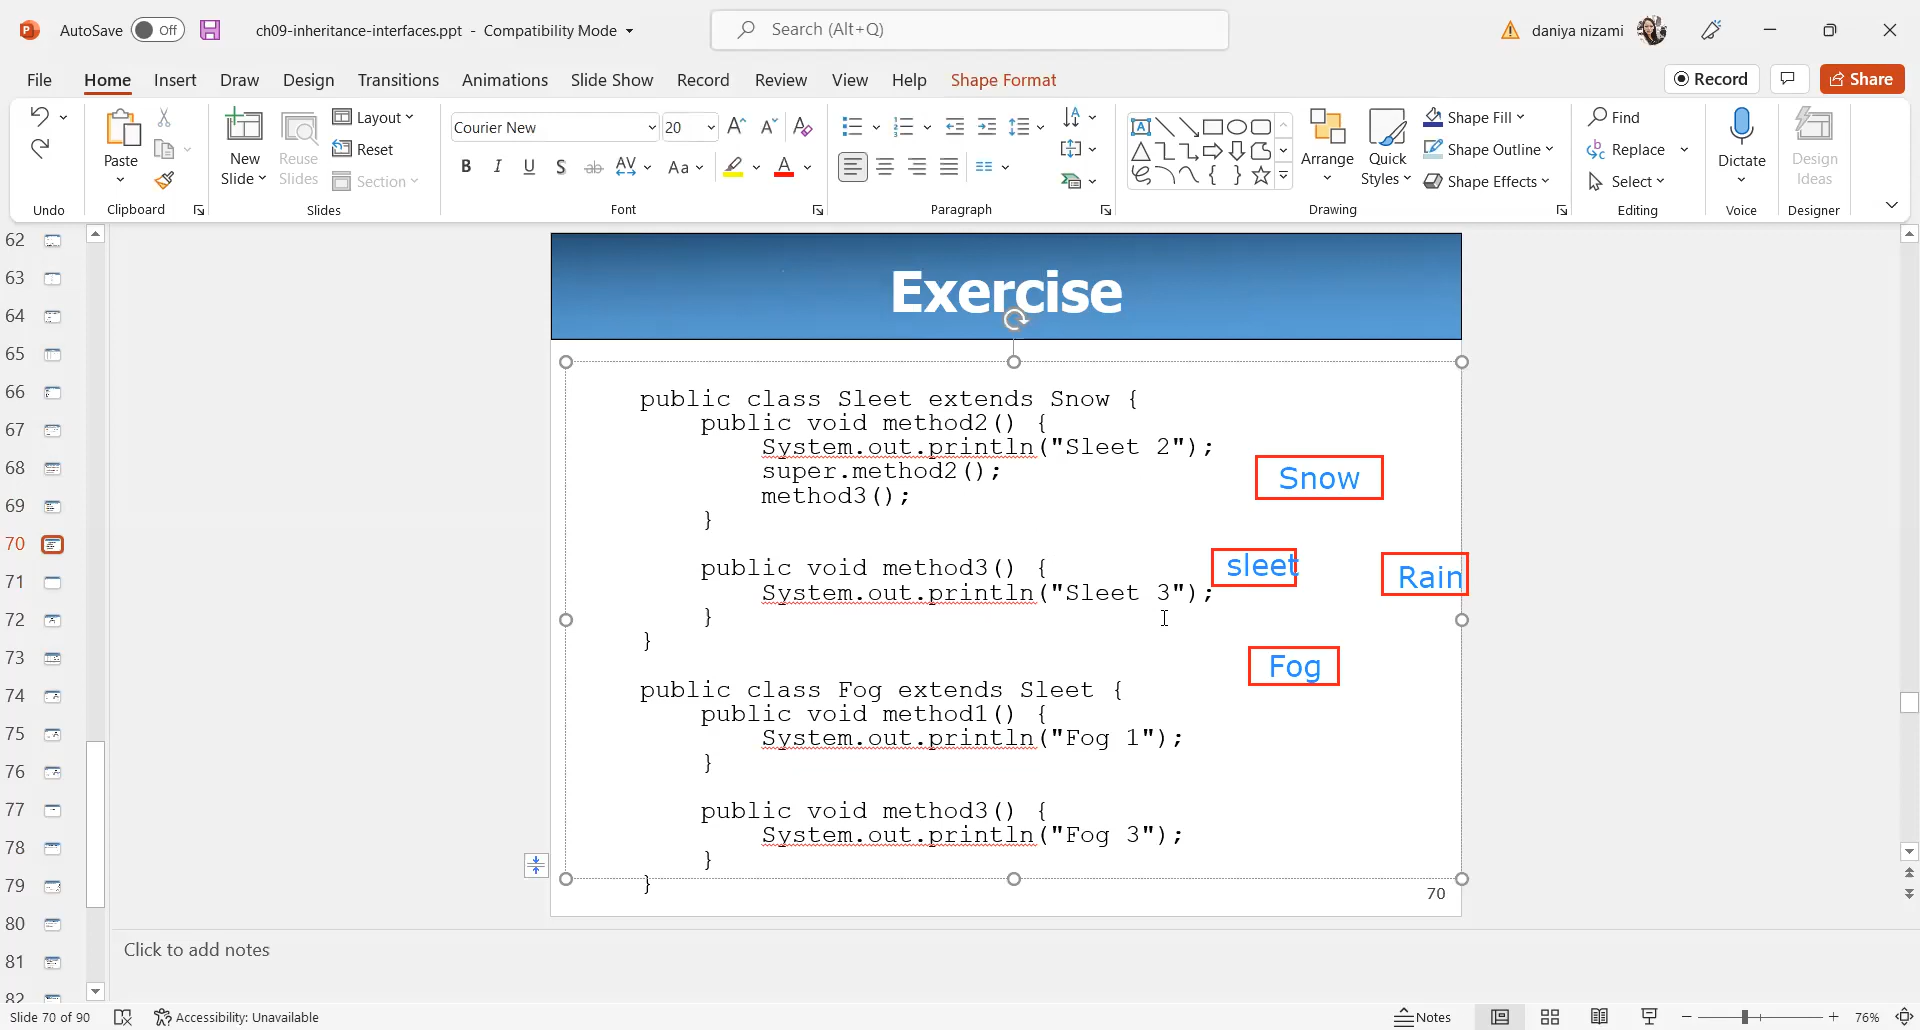 AutoSave Off ch09-inheritance-interfaces.ppt - Compatibility Mode Search (Alt+Q) daniya nizami
File Home Insert Draw Design Transitions Animations Slide Show Record Review View Help Shape Format Record Share
Undo
Paste
Clipboard
New Slide
Reuse Slides
Layout
Reset
Section
Slides
Courier New 20
B I U S ab AV Aa A
Font
Paragraph
Arrange
Quick Styles
Shape Fill
Shape Outline
Shape Effects
Drawing
Find
Replace
Select
Editing
Dictate
Voice
Design Ideas
Designer
62
63
64
65
66
67
68
69
70
71
72
73
74
75
76
77
78
79
80
81
82
Exercise
public class Sleet extends Snow {
public void method2() {
System.out.println("Sleet 2");
super.method2();
method3();
}
public void method3() {
System.out.println("Sleet 3");
}
}
public class Fog extends Sleet {
public void method1() {
System.out.println("Fog 1");
}
public void method3() {
System.out.println("Fog 3");
}
}
Snow
sleet
Rain
Fog
70
Click to add notes
Slide 70 of 90 Accessibility: Unavailable Notes 76%